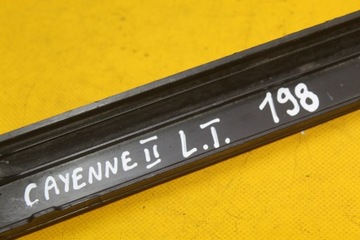 CAYENNE II L.T. 198